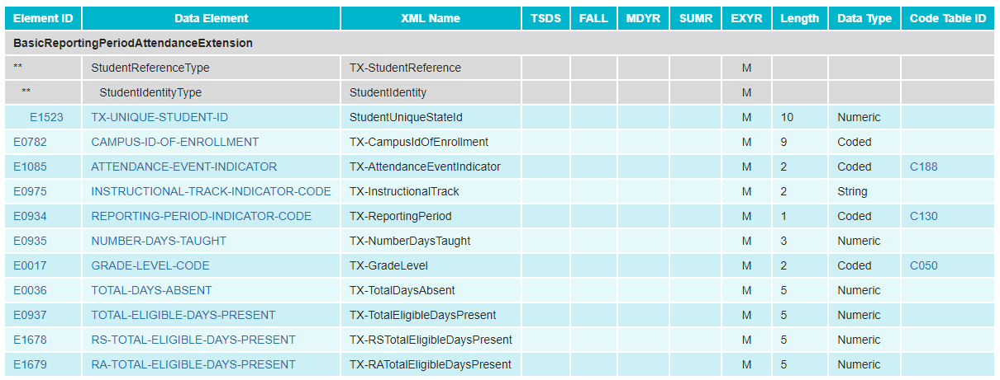 Element ID Data Element XML Name TSDS FALL MDYR SUMR EXYR Length Data Type Code Table ID
BasicReportingPeriodAttendanceExtension
** StudentReferenceType TX-StudentReference M
** StudentIdentityType StudentIdentity M
E1523 TX-UNIQUE-STUDENT-ID StudentUniqueStateId M 10 Numeric
E0782 CAMPUS-ID-OF-ENROLLMENT TX-CampusIdOfEnrollment M 9 Coded
E1085 ATTENDANCE-EVENT-INDICATOR TX-AttendanceEventIndicator M 2 Coded C188
E0975 INSTRUCTIONAL-TRACK-INDICATOR-CODE TX-InstructionalTrack M 2 String
E0934 REPORTING-PERIOD-INDICATOR-CODE TX-ReportingPeriod M 1 Coded C130
E0935 NUMBER-DAYS-TAUGHT TX-NumberDaysTaught M 3 Numeric
E0017 GRADE-LEVEL-CODE TX-GradeLevel M 2 Coded C050
E0036 TOTAL-DAYS-ABSENT TX-TotalDaysAbsent M 5 Numeric
E0937 TOTAL-ELIGIBLE-DAYS-PRESENT TX-TotalEligibleDaysPresent M 5 Numeric
E1678 RS-TOTAL-ELIGIBLE-DAYS-PRESENT TX-RSTotalEligibleDaysPresent M 5 Numeric
E1679 RA-TOTAL-ELIGIBLE-DAYS-PRESENT TX-RATotalEligibleDaysPresent M 5 Numeric